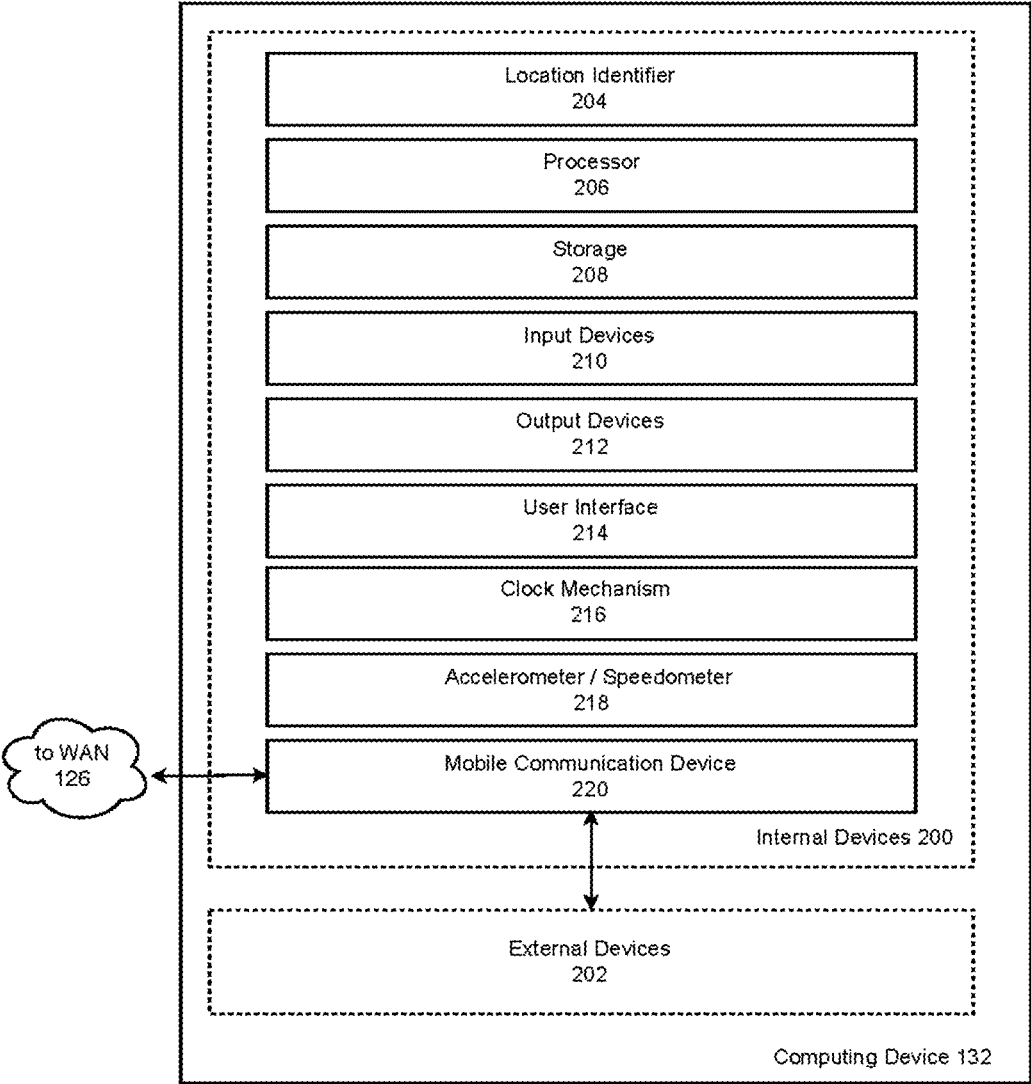 Location Identifier
204
Processor
206
Storage
208
Input Devices
210
Output Devices
212
User Interface
214
Clock Mechanism
216
Accelerometer / Speedometer
218
to WAN
126
Mobile Communication Device
220
Internal Devices 200
External Devices
202
Computing Device 132